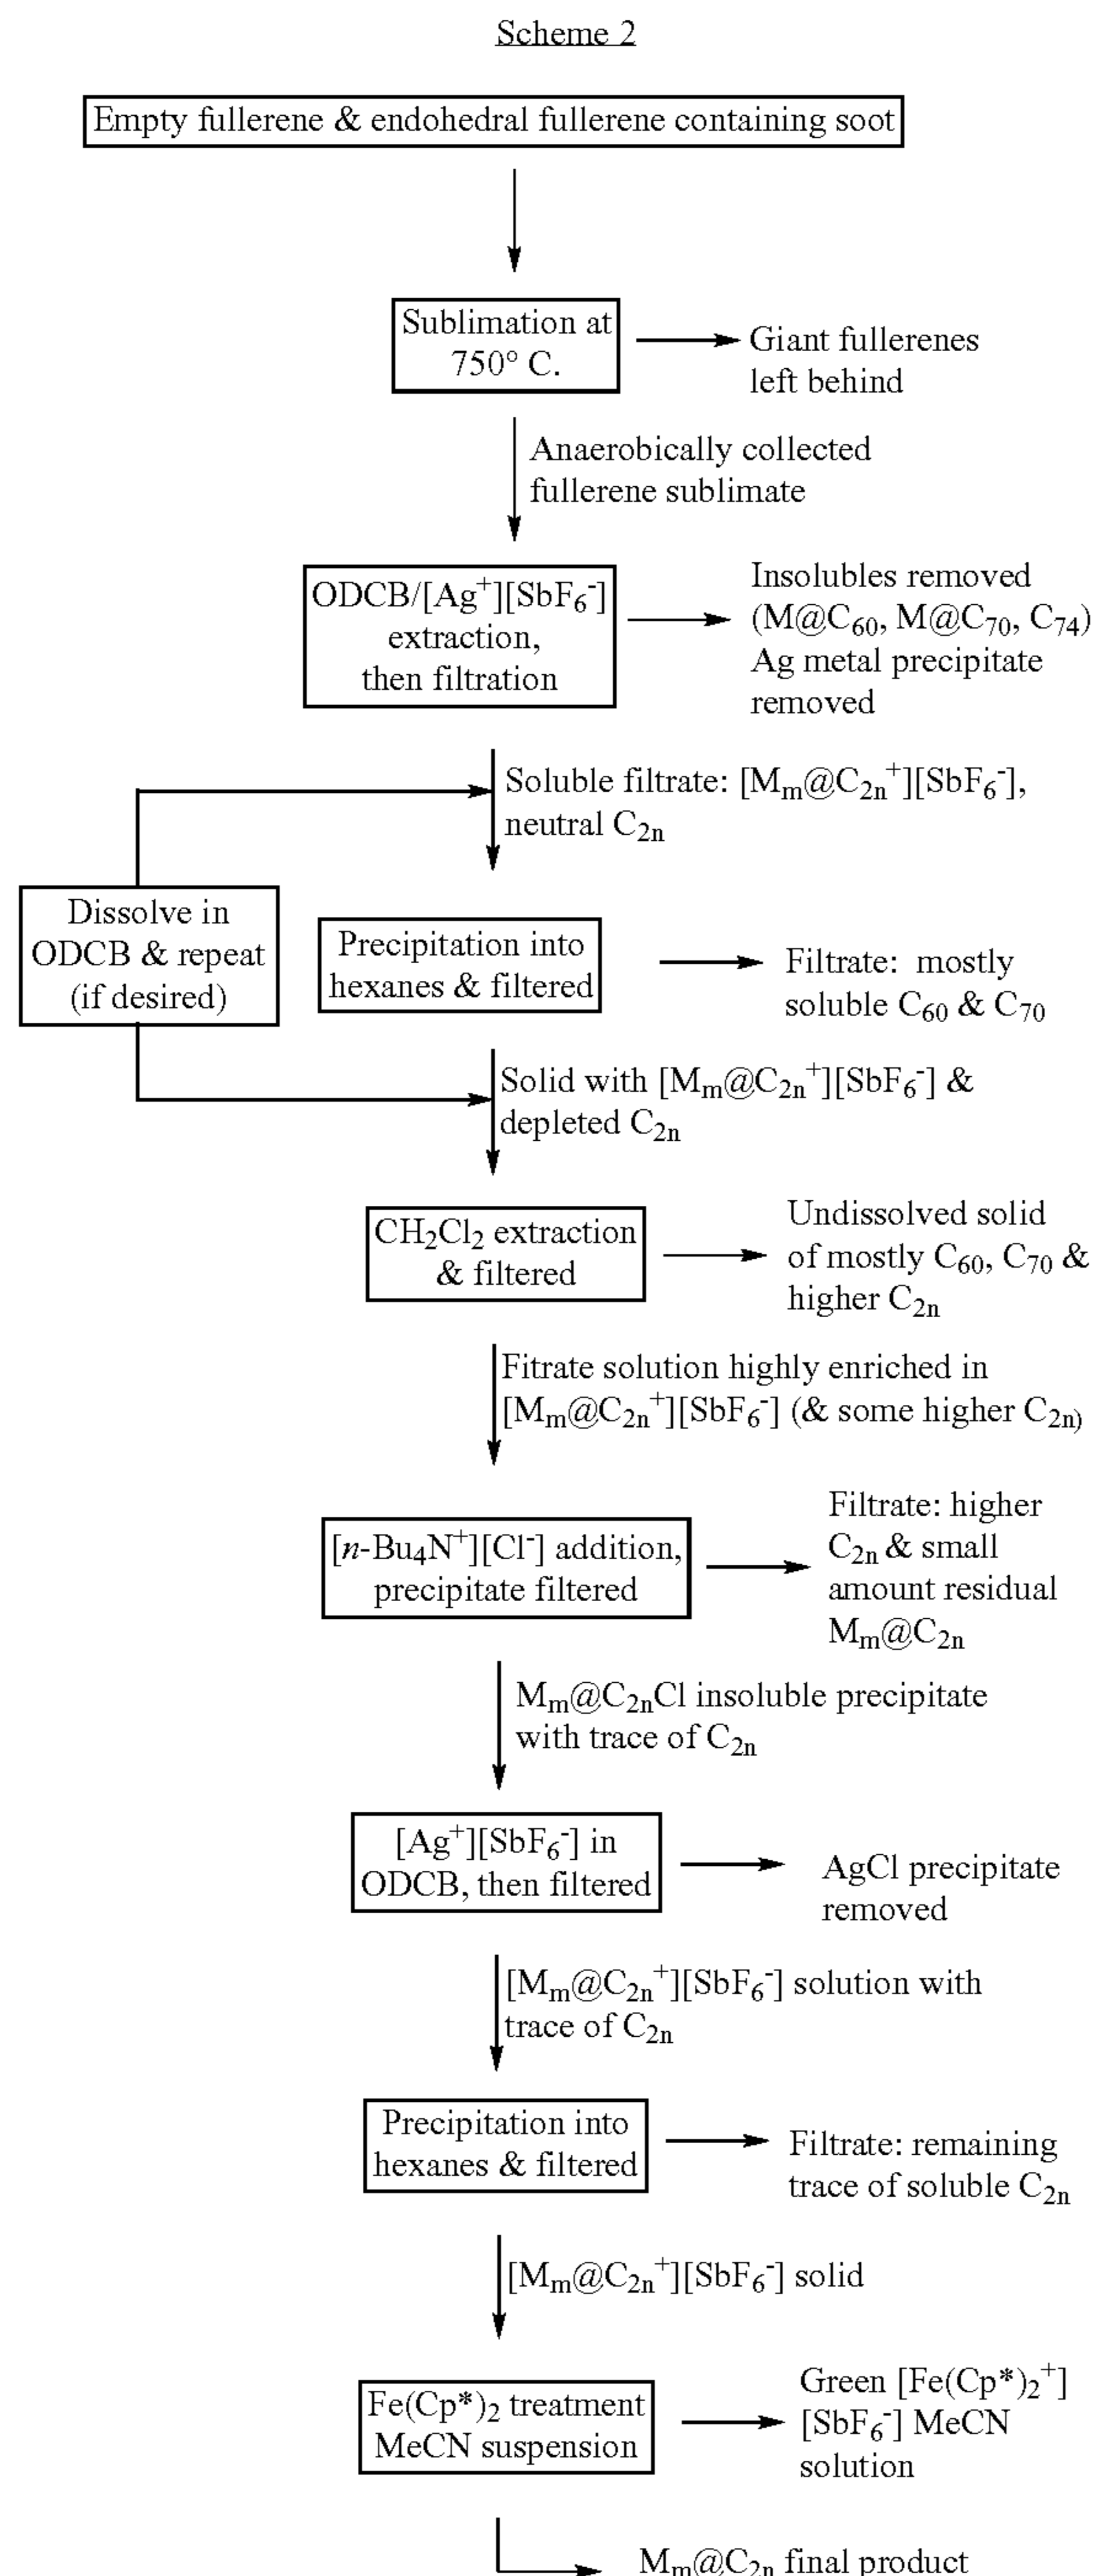 Scheme 2
Empty fullerene & endohedral fullerene containing soot
Sublimation at
750° C.
Giant fullerenes
left behind
Anaerobically collected
fullerene sublimate
ODCB/[Ag⁺][SbF₆⁻]
extraction,
then filtration
Insolubles removed
(M@C₆₀, M@C₇₀, C₇₄)
Ag metal precipitate
removed
Soluble filtrate: [Mₘ@C₂ₙ⁺][SbF₆⁻],
neutral C₂ₙ
Dissolve in
ODCB & repeat
(if desired)
Precipitation into
hexanes & filtered
Filtrate: mostly
soluble C₆₀ & C₇₀
Solid with [Mₘ@C₂ₙ⁺][SbF₆⁻] &
depleted C₂ₙ
CH₂Cl₂ extraction
& filtered
Undissolved solid
of mostly C₆₀, C₇₀ &
higher C₂ₙ
Fitrate solution highly enriched in
[Mₘ@C₂ₙ⁺][SbF₆⁻] (& some higher C₂ₙ)
[n-Bu₄N⁺][Cl⁻] addition,
precipitate filtered
Filtrate: higher
C₂ₙ & small
amount residual
Mₘ@C₂ₙ
Mₘ@C₂ₙCl insoluble precipitate
with trace of C₂ₙ
[Ag⁺][SbF₆⁻] in
ODCB, then filtered
AgCl precipitate
removed
[Mₘ@C₂ₙ⁺][SbF₆⁻] solution with
trace of C₂ₙ
Precipitation into
hexanes & filtered
Filtrate: remaining
trace of soluble C₂ₙ
[Mₘ@C₂ₙ⁺][SbF₆⁻] solid
Fe(Cp*)₂ treatment
MeCN suspension
Green [Fe(Cp*)₂⁺]
[SbF₆⁻] MeCN
solution
Mₘ@C₂ₙ final product